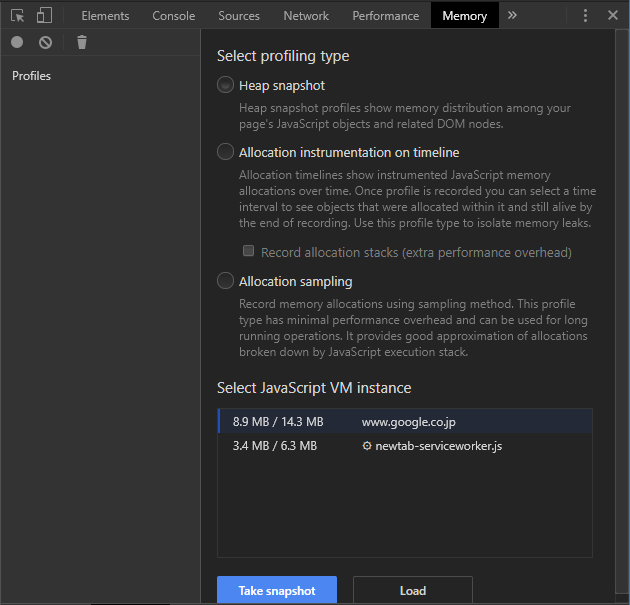 Elements Console Sources Network Performance Memory »
Profiles
Select profiling type
Heap snapshot
Heap snapshot profiles show memory distribution among your
page's JavaScript objects and related DOM nodes.
Allocation instrumentation on timeline
Allocation timelines show instrumented JavaScript memory
allocations over time. Once profile is recorded you can select a time
interval to see objects that were allocated within it and still alive by
the end of recording. Use this profile type to isolate memory leaks.
Record allocation stacks (extra performance overhead)
Allocation sampling
Record memory allocations using sampling method. This profile
type has minimal performance overhead and can be used for long
running operations. It provides good approximation of allocations
broken down by JavaScript execution stack.
Select JavaScript VM instance
8.9 MB / 14.3 MB www.google.co.jp
3.4 MB / 6.3 MB newtab-serviceworker.js
Take snapshot Load